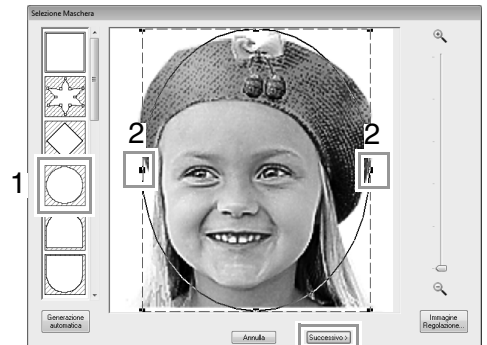 Selezione Maschera
2
2
1
Generazione
automatica
Annulla
Successivo >
Immagine
Regolazione...